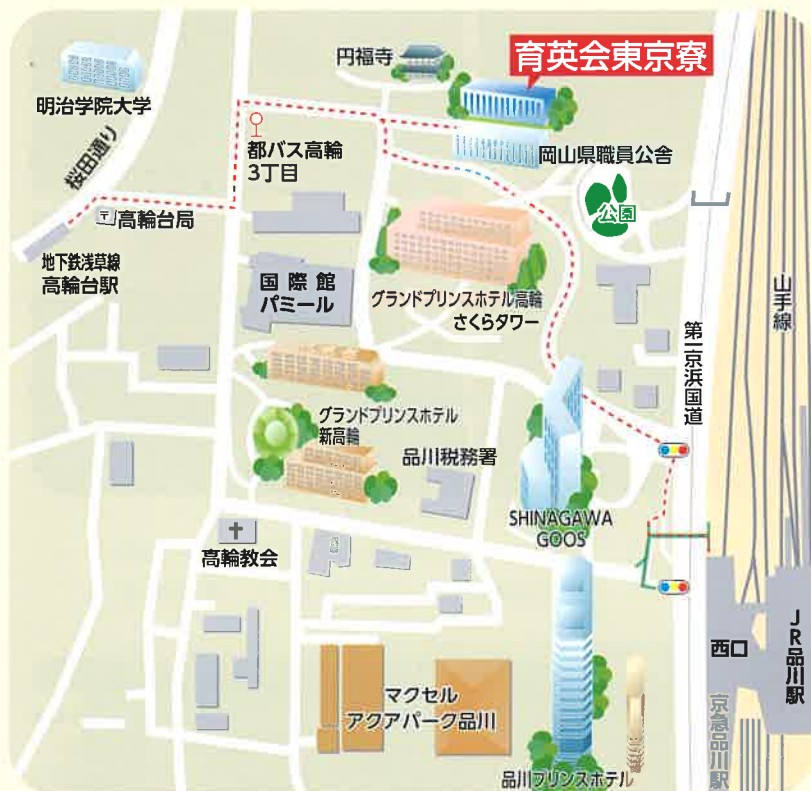 円福寺
育英会東京寮
明治学院大学
桜田通り
都バス高輪
3丁目
岡山県職員公舎
公園
〒高輪台局
地下鉄浅草線
高輪台駅
国際館
パミール
グランドプリンスホテル高輪
さくらタワー
山手線
第一京浜国道
グランドプリンスホテル
新高輪
品川税務署
SHINAGAWA
GOOS
高輪教会
西口
JR品川駅
京急品川駅
マクセル
アクアパーク品川
品川プリンスホテル